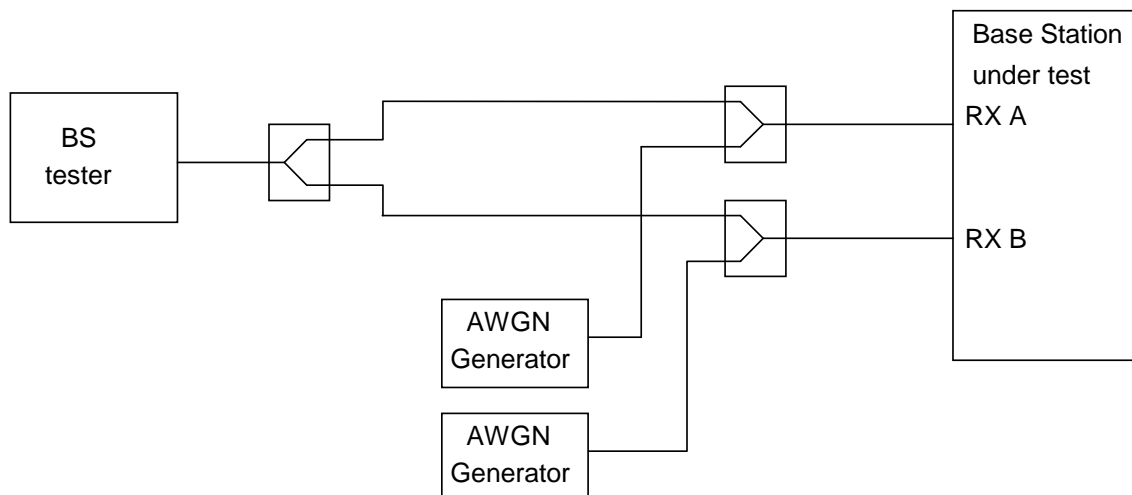 BS
tester
Base Station
under test
RX A
RX B
AWGN
Generator
AWGN
Generator